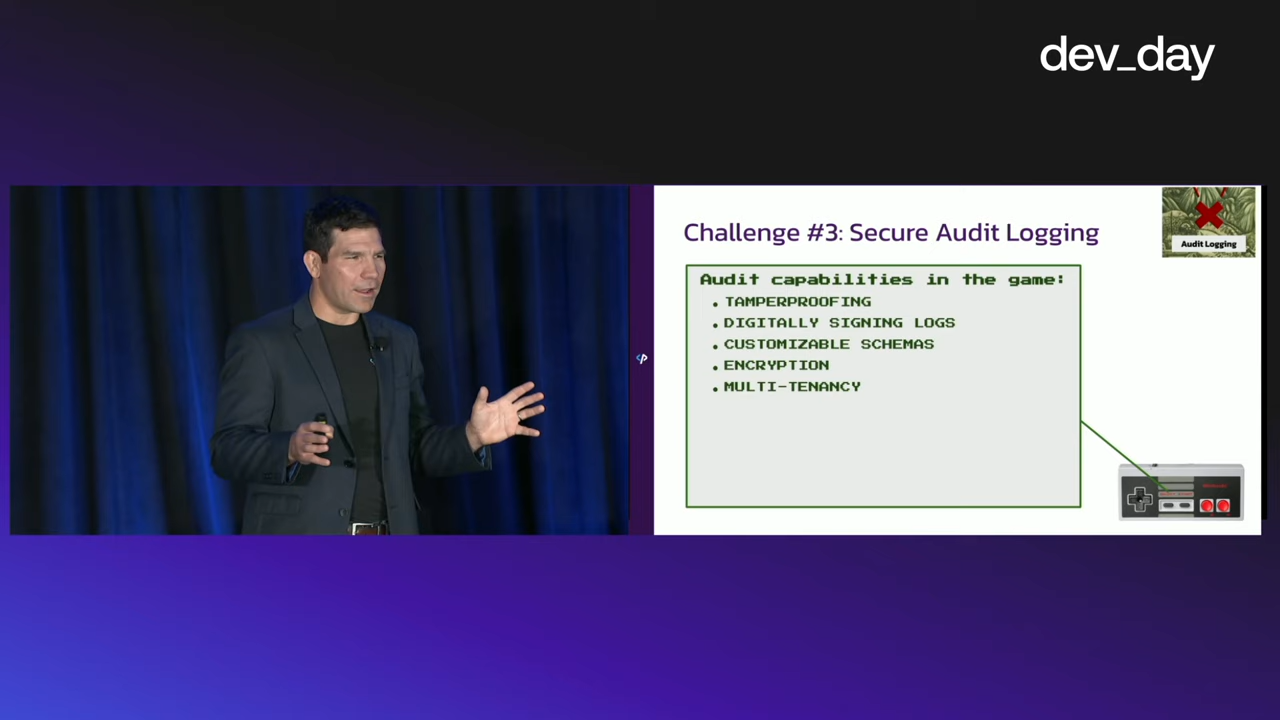 dev_day
Challenge #3: Secure Audit Logging
Audit Logging
Audit capabilities in the game:
TAMPERPROOFING
DIGITALLY SIGNING LOGS
CUSTOMIZABLE SCHEMAS
ENCRYPTION
MULTI-TENANCY